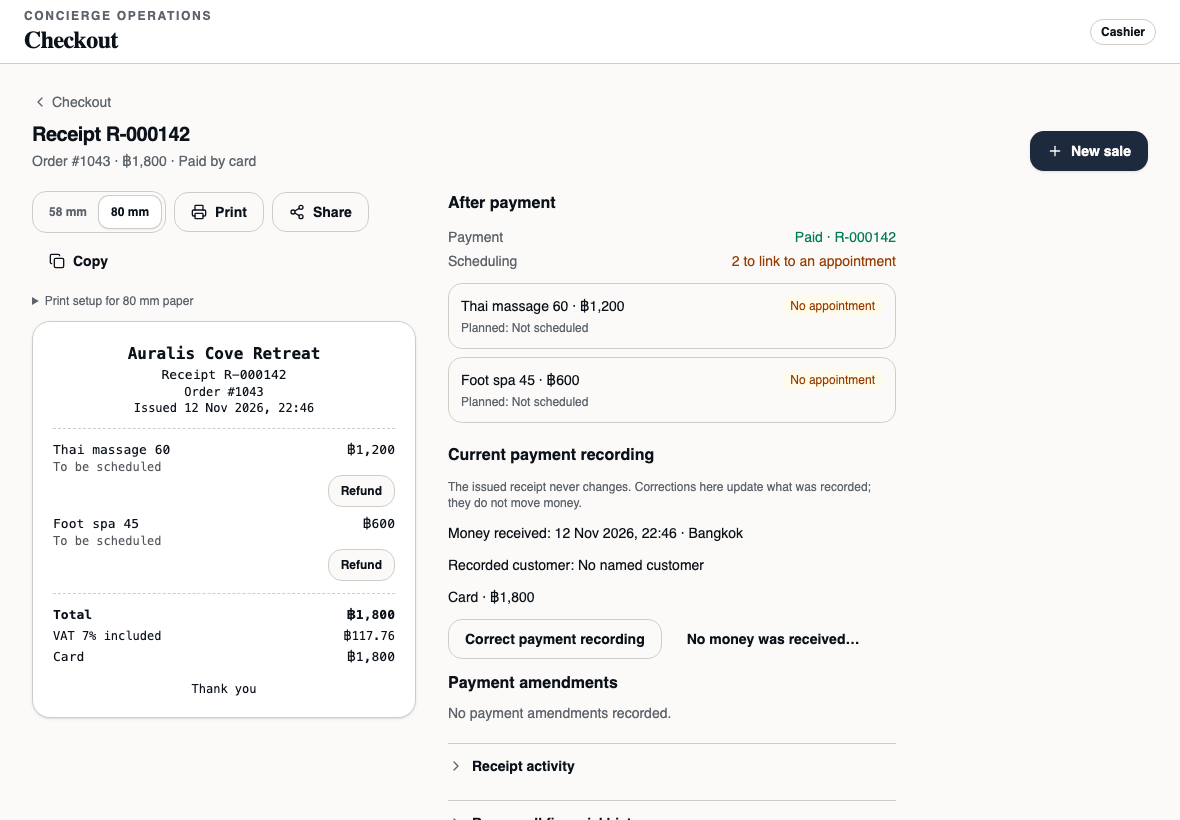 CONCIERGE OPERATIONS
Checkout
Cashier
Checkout
Receipt R-000142
Order #1043 · ฿1,800 · Paid by card
New sale
58 mm
80 mm
Print
Share
Copy
Print setup for 80 mm paper
Auralis Cove Retreat
Receipt R-000142
Order #1043
Issued 12 Nov 2026, 22:46
Thai massage 60 ฿1,200
To be scheduled
Refund
Foot spa 45 ฿600
To be scheduled
Refund
Total ฿1,800
VAT 7% included ฿117.76
Card ฿1,800
Thank you
After payment
Payment Paid · R-000142
Scheduling 2 to link to an appointment
Thai massage 60 · ฿1,200 No appointment
Planned: Not scheduled
Foot spa 45 · ฿600 No appointment
Planned: Not scheduled
Current payment recording
The issued receipt never changes. Corrections here update what was recorded;
they do not move money.
Money received: 12 Nov 2026, 22:46 · Bangkok
Recorded customer: No named customer
Card · ฿1,800
Correct payment recording
No money was received…
Payment amendments
No payment amendments recorded.
Receipt activity